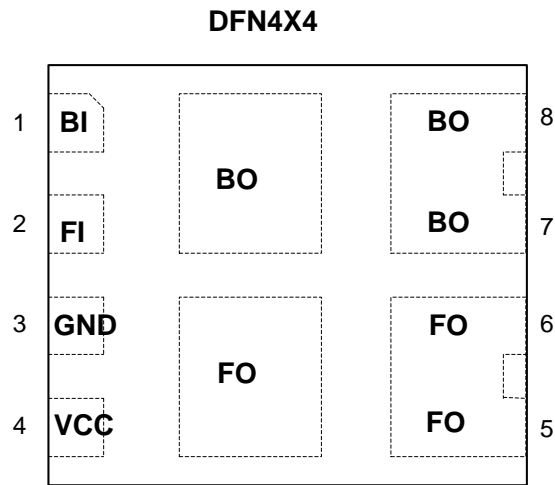 DFN4X4
1 BI
BO
BO 8
2 FI
BO 7
3 GND
FO
FO 6
4 VCC
FO 5